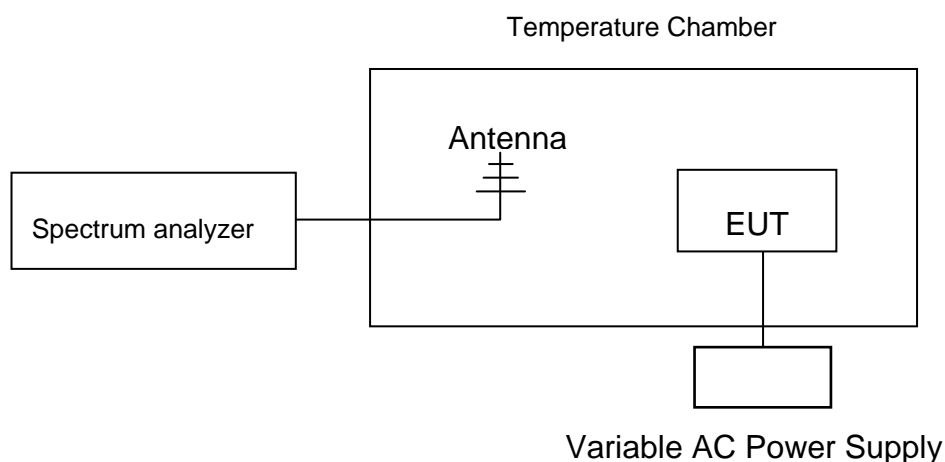 Temperature Chamber
Antenna
Spectrum analyzer
EUT
Variable AC Power Supply